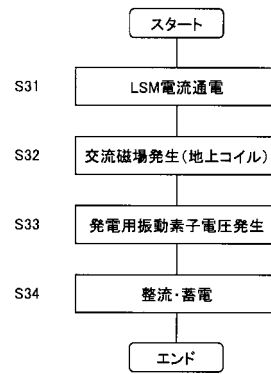 スタート
S31 LSM電流通電
S32 交流磁場発生(地上コイル)
S33 発電用振動素子電圧発生
S34 整流・蓄電
エンド